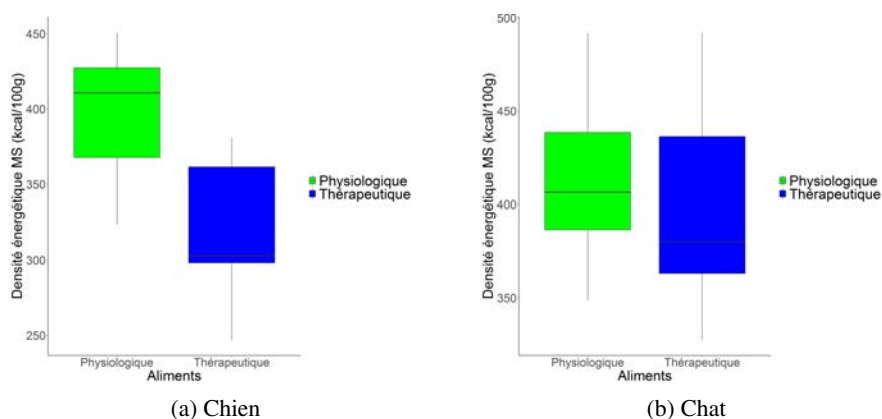 Densité énergétique MS (kcal/100g)
450
400
350
300
250
Physiologique
Thérapeutique
Aliments
Physiologique
Thérapeutique
(a) Chien
Densité énergétique MS (kcal/100g)
500
450
400
350
Physiologique
Thérapeutique
Aliments
Physiologique
Thérapeutique
(b) Chat